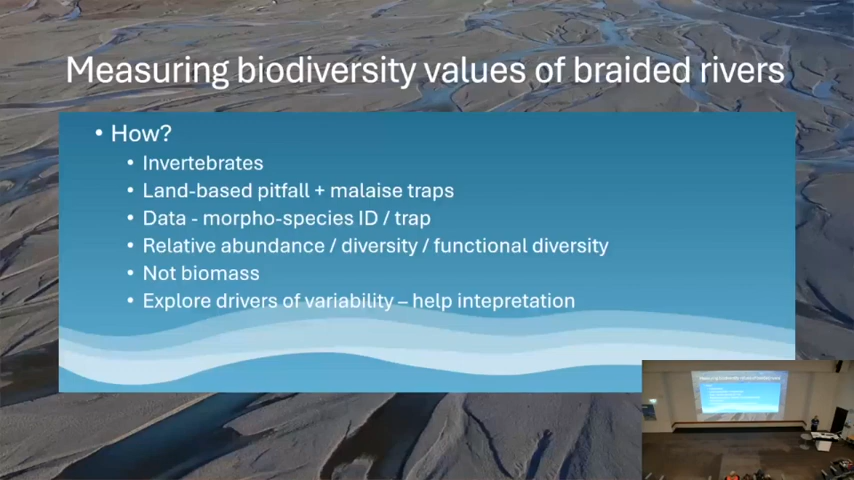 Measuring biodiversity values of braided rivers
• How?
• Invertebrates
• Land-based pitfall + malaise traps
• Data - morpho-species ID / trap
• Relative abundance / diversity / functional diversity
• Not biomass
• Explore drivers of variability – help intepretation